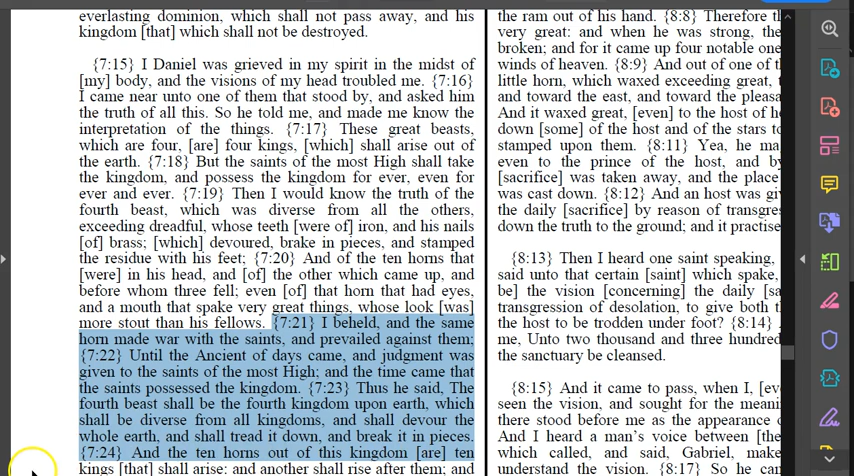 everlasting dominion, which shall not pass away, and his
kingdom [that] which shall not be destroyed.
{7:15} I Daniel was grieved in my spirit in the midst of
[my] body, and the visions of my head troubled me. {7:16}
I came near unto one of them that stood by, and asked him
the truth of all this. So he told me, and made me know the
interpretation of the things. {7:17} These great beasts,
which are four, [are] four kings, [which] shall arise out of
the earth. {7:18} But the saints of the most High shall take
the kingdom, and possess the kingdom for ever, even for
ever and ever. {7:19} Then I would know the truth of the
fourth beast, which was diverse from all the others,
exceeding dreadful, whose teeth [were of] iron, and his nails
[of] brass; [which] devoured, brake in pieces, and stamped
the residue with his feet; {7:20} And of the ten horns that
[were] in his head, and [of] the other which came up, and
before whom three fell; even [of] that horn that had eyes,
and a mouth that spake very great things, whose look [was]
more stout than his fellows. {7:21} I beheld, and the same
horn made war with the saints, and prevailed against them;
{7:22} Until the Ancient of days came, and judgment was
given to the saints of the most High; and the time came that
the saints possessed the kingdom. {7:23} Thus he said, The
fourth beast shall be the fourth kingdom upon earth, which
shall be diverse from all kingdoms, and shall devour the
whole earth, and shall tread it down, and break it in pieces.
{7:24} And the ten horns out of this kingdom [are] ten
kings [that] shall arise: and another shall rise after them; and
the ram out of his hand. {8:8} Therefore
very great: and when he was strong, the
broken; and for it came up four notable one
winds of heaven. {8:9} And out of one of
little horn, which waxed exceeding great,
and toward the east, and toward the pleasa
And it waxed great, [even] to the host of h
down [some] of the host and of the stars t
stamped upon them. {8:11} Yea, he ma
even to the prince of the host, and by
[sacrifice] was taken away, and the place
was cast down. {8:12} And an host was gi
the daily [sacrifice] by reason of transgre
down the truth to the ground; and it practise
{8:13} Then I heard one saint speaking,
said unto that certain [saint] which spake,
be] the vision [concerning] the daily [sa
transgression of desolation, to give both t
the host to be trodden under foot? {8:14}
me, Unto two thousand and three hundred
the sanctuary be cleansed.
{8:15} And it came to pass, when I, [ev
seen the vision, and sought for the meani
there stood before me as the appearance
And I heard a man's voice between [the
which called, and said, Gabriel, make
understand the vision. {8:17} So he ca